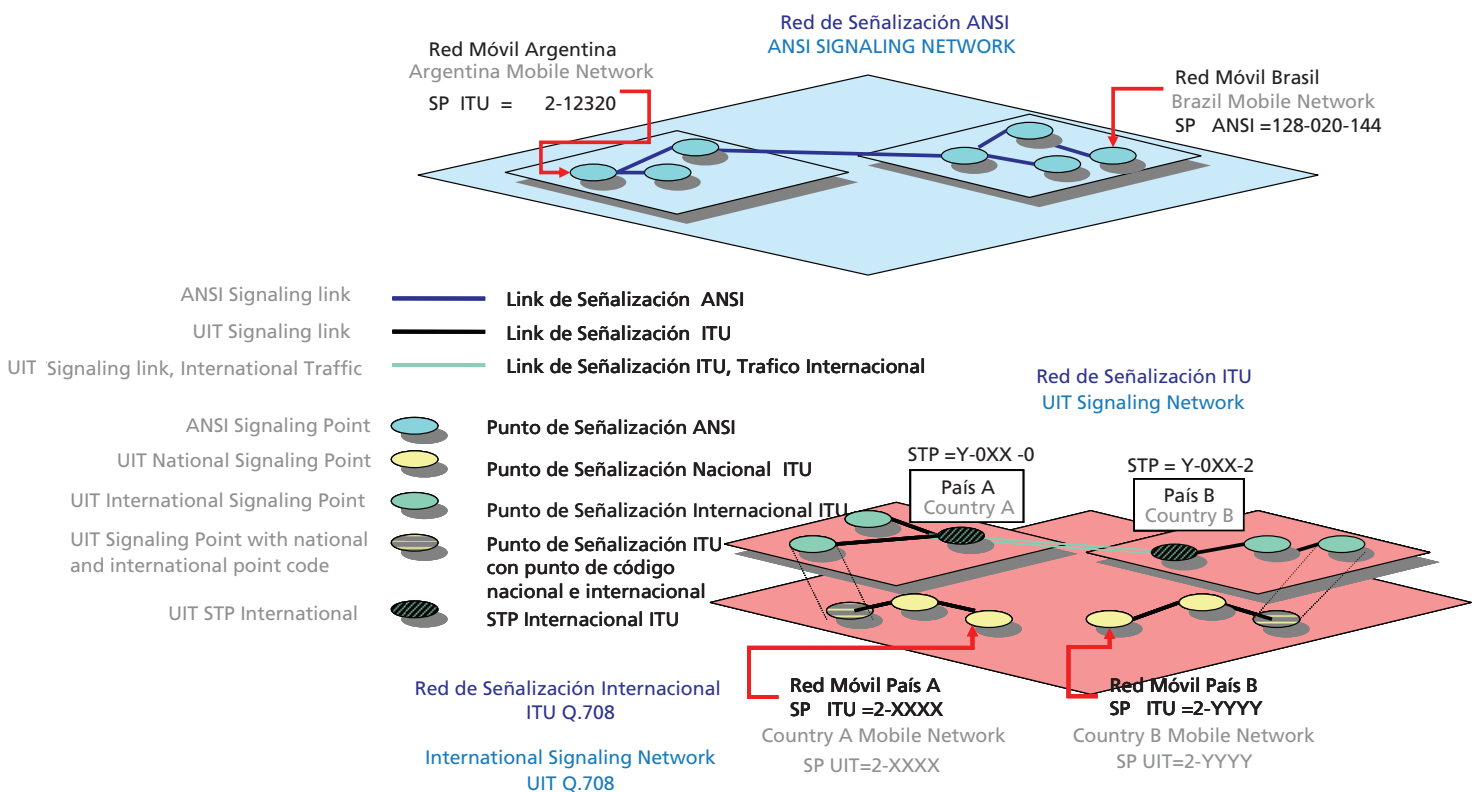 Red de Señalización ANSI
ANSI SIGNALING NETWORK
Red Móvil Argentina
Argentina Mobile Network
SP ITU = 2-12320
Red Móvil Brasil
Brazil Mobile Network
SP ANSI =128-020-144
ANSI Signaling link
Link de Señalización ANSI
UIT Signaling link
Link de Señalización ITU
UIT Signaling link, International Traffic
Link de Señalización ITU, Trafico Internacional
Red de Señalización ITU
UIT Signaling Network
ANSI Signaling Point
Punto de Señalización ANSI
UIT National Signaling Point
Punto de Señalización Nacional ITU
UIT International Signaling Point
Punto de Señalización Internacional ITU
UIT Signaling Point with national
and international point code
Punto de Señalización ITU
con punto de código
nacional e internacional
UIT STP International
STP Internacional ITU
STP =Y-0XX -0
País A
Country A
STP = Y-0XX-2
País B
Country B
Red de Señalización Internacional
ITU Q.708
International Signaling Network
UIT Q.708
Red Móvil País A
SP ITU =2-XXXX
Country A Mobile Network
SP UIT=2-XXXX
Red Móvil País B
SP ITU =2-YYYY
Country B Mobile Network
SP UIT=2-YYYY